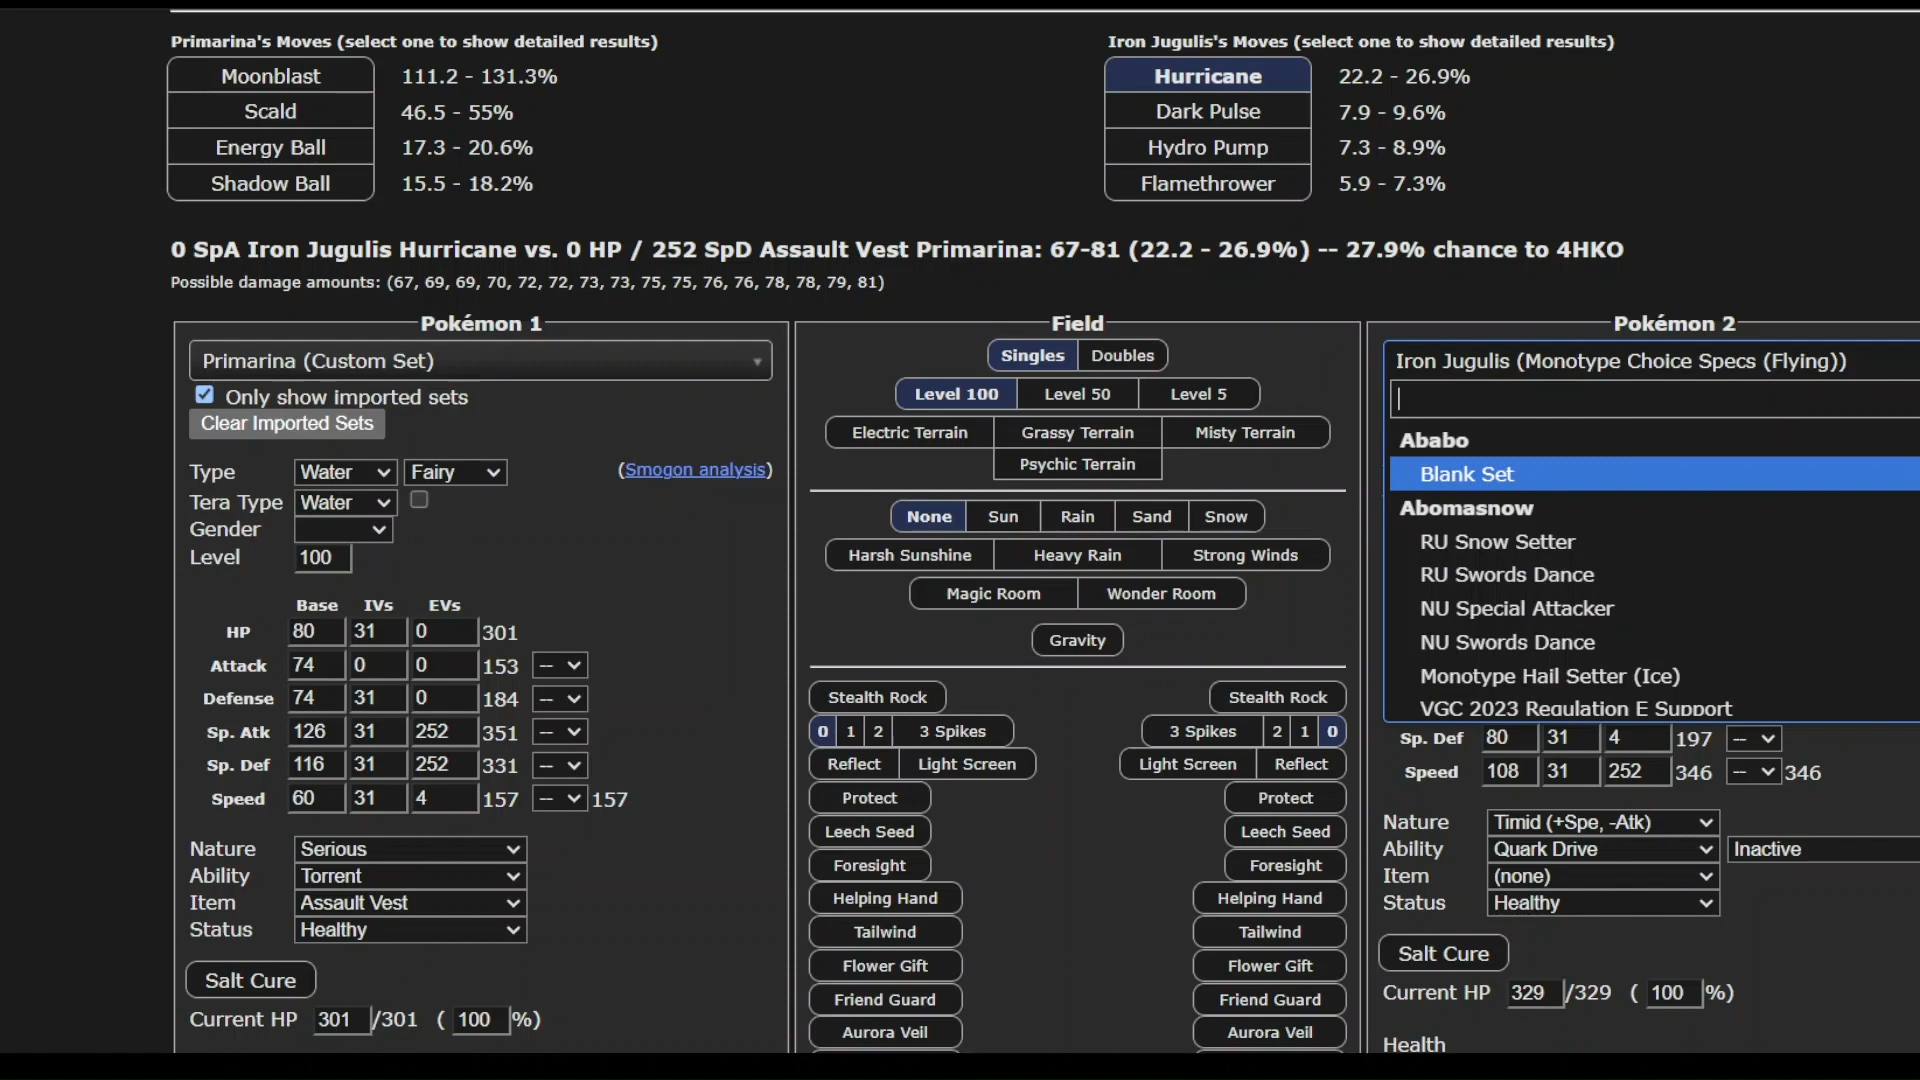 Primarina's Moves (select one to show detailed results)
Moonblast 111.2 - 131.3%
Scald 46.5 - 55%
Energy Ball 17.3 - 20.6%
Shadow Ball 15.5 - 18.2%
Iron Jugulis's Moves (select one to show detailed results)
Hurricane 22.2 - 26.9%
Dark Pulse 7.9 - 9.6%
Hydro Pump 7.3 - 8.9%
Flamethrower 5.9 - 7.3%
0 SpA Iron Jugulis Hurricane vs. 0 HP / 252 SpD Assault Vest Primarina: 67-81 (22.2 - 26.9%) -- 27.9% chance to 4HKO
Possible damage amounts: (67, 69, 69, 70, 72, 72, 73, 73, 75, 75, 76, 76, 78, 78, 79, 81)
Pokémon 1
Primarina (Custom Set)
Only show imported sets
Clear Imported Sets
Type Water Fairy (Smogon analysis)
Tera Type Water
Gender
Level 100
Base IVs EVs
HP 80 31 0 301
Attack 74 0 0 153 --
Defense 74 31 0 184 --
Sp. Atk 126 31 252 351 --
Sp. Def 116 31 252 331 --
Speed 60 31 4 157 -- 157
Nature Serious
Ability Torrent
Item Assault Vest
Status Healthy
Salt Cure
Current HP 301/301 ( 100 %)
Field
Singles Doubles
Level 100 Level 50 Level 5
Electric Terrain Grassy Terrain Misty Terrain
Psychic Terrain
None Sun Rain Sand Snow
Harsh Sunshine Heavy Rain Strong Winds
Magic Room Wonder Room
Gravity
Stealth Rock Stealth Rock
0 1 2 3 Spikes 3 Spikes 2 1 0
Reflect Light Screen Light Screen Reflect
Protect Protect
Leech Seed Leech Seed
Foresight Foresight
Helping Hand Helping Hand
Tailwind Tailwind
Flower Gift Flower Gift
Friend Guard Friend Guard
Aurora Veil Aurora Veil
Pokémon 2
Iron Jugulis (Monotype Choice Specs (Flying))
Ababo
Blank Set
Abomasnow
RU Snow Setter
RU Swords Dance
NU Special Attacker
NU Swords Dance
Monotype Hail Setter (Ice)
VGC 2023 Regulation E Support
Sp. Def 80 31 4 197 --
Speed 108 31 252 346 -- 346
Nature Timid (+Spe, -Atk)
Ability Quark Drive Inactive
Item (none)
Status Healthy
Salt Cure
Current HP 329/329 ( 100 %)
Health